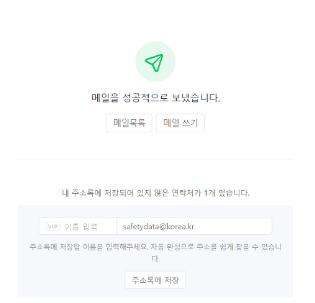 메일을 성공적으로 보냈습니다.
메일목록 메일 쓰기
내 주소록에 저장되어 있지 않은 연락처가 1개 있습니다.
VIP 이름 입력 safetydata@korea.kr
주소록에 저장할 이름을 입력해주세요. 자동 완성으로 주소를 쉽게 찾을 수 있습니
다.
주소록에 저장